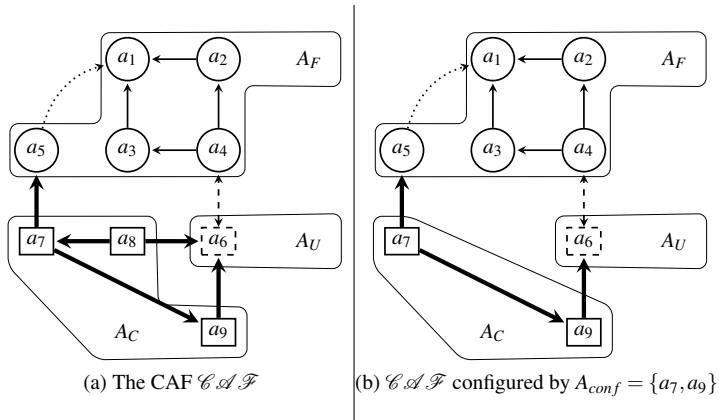 a₁ a₂ A_F a₁ a₂ A_F
a₅ a₃ a₄ a₅ a₃ a₄
a₇ a₈ a₆ A_U a₇ a₆ A_U
A_C a₉ A_C a₉
(a) The CAF 𝒞𝒜ℱ (b) 𝒞𝒜ℱ configured by A_conf = {a₇, a₉}